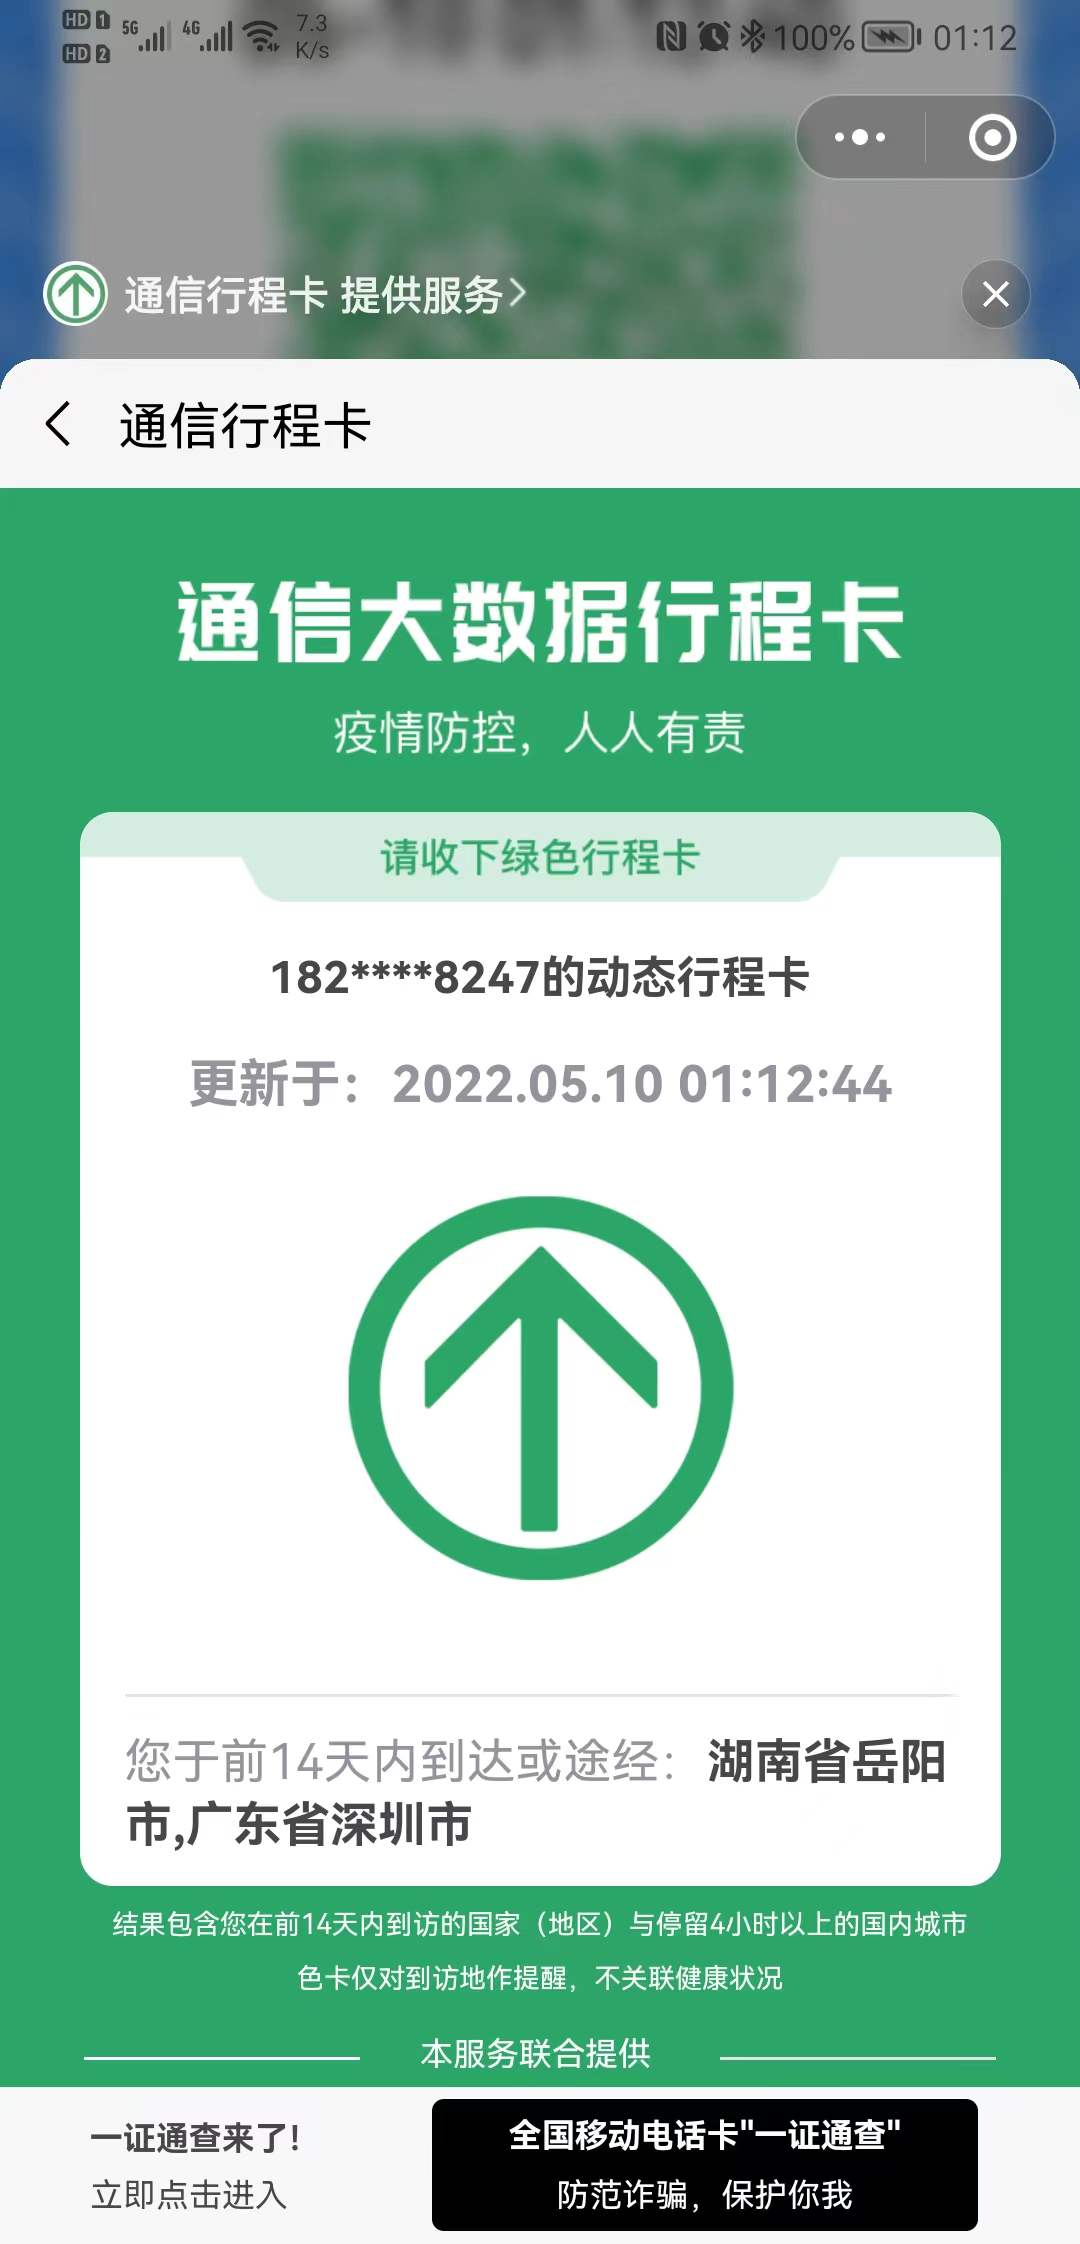 HD 1 5G 4G 7.3 K/s 100% 01:12
HD 2
通信行程卡 提供服务
通信行程卡
通信大数据行程卡
疫情防控，人人有责
请收下绿色行程卡
182****8247的动态行程卡
更新于：2022.05.10 01:12:44
您于前14天内到达或途经：湖南省岳阳
市,广东省深圳市
结果包含您在前14天内到访的国家（地区）与停留4小时以上的国内城市
色卡仅对到访地作提醒，不关联健康状况
本服务联合提供
一证通查来了！
立即点击进入
全国移动电话卡"一证通查"
防范诈骗，保护你我